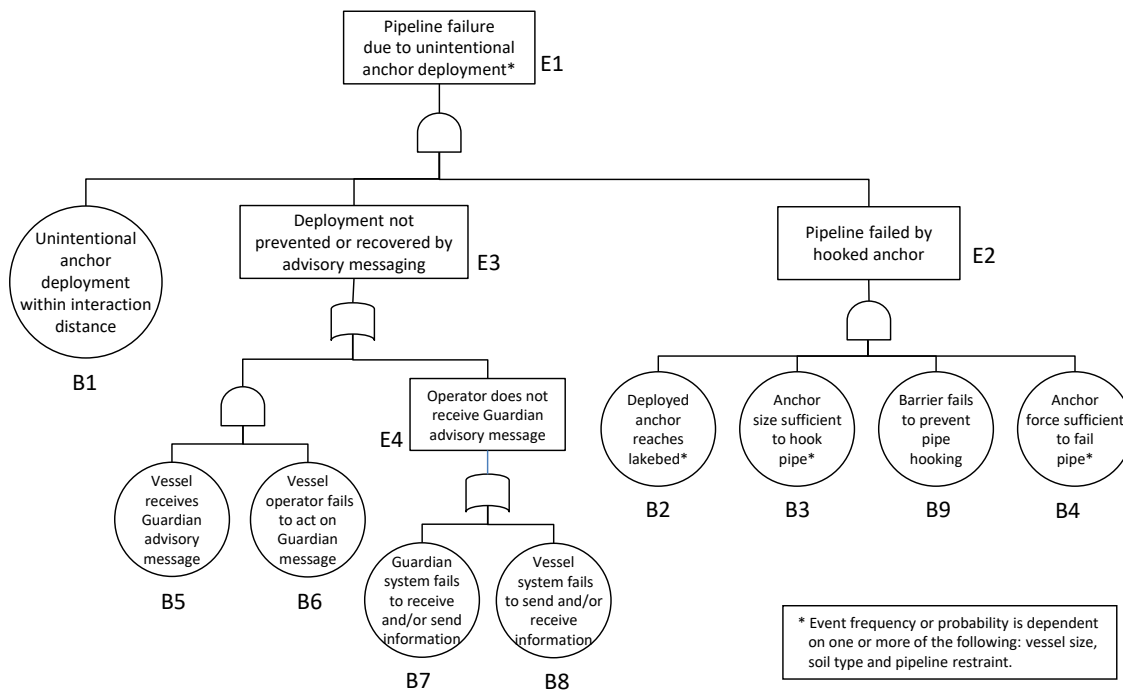 Pipeline failure
due to unintentional
anchor deployment*
E1
Unintentional
anchor
deployment
within interaction
distance
B1
Deployment not
prevented or recovered by
advisory messaging
E3
Pipeline failed by
hooked anchor
E2
Operator does not
receive Guardian
advisory message
E4
Vessel
receives
Guardian
advisory
message
B5
Vessel
operator fails
to act on
Guardian
message
B6
Guardian
system fails
to receive
and/or send
information
B7
Vessel
system fails
to send and/or
receive
information
B8
Deployed
anchor
reaches
lakebed*
B2
Anchor
size sufficient
to hook
pipe*
B3
Barrier fails
to prevent
pipe
hooking
B9
Anchor
force sufficient
to fail
pipe*
B4
* Event frequency or probability is dependent
on one or more of the following: vessel size,
soil type and pipeline restraint.